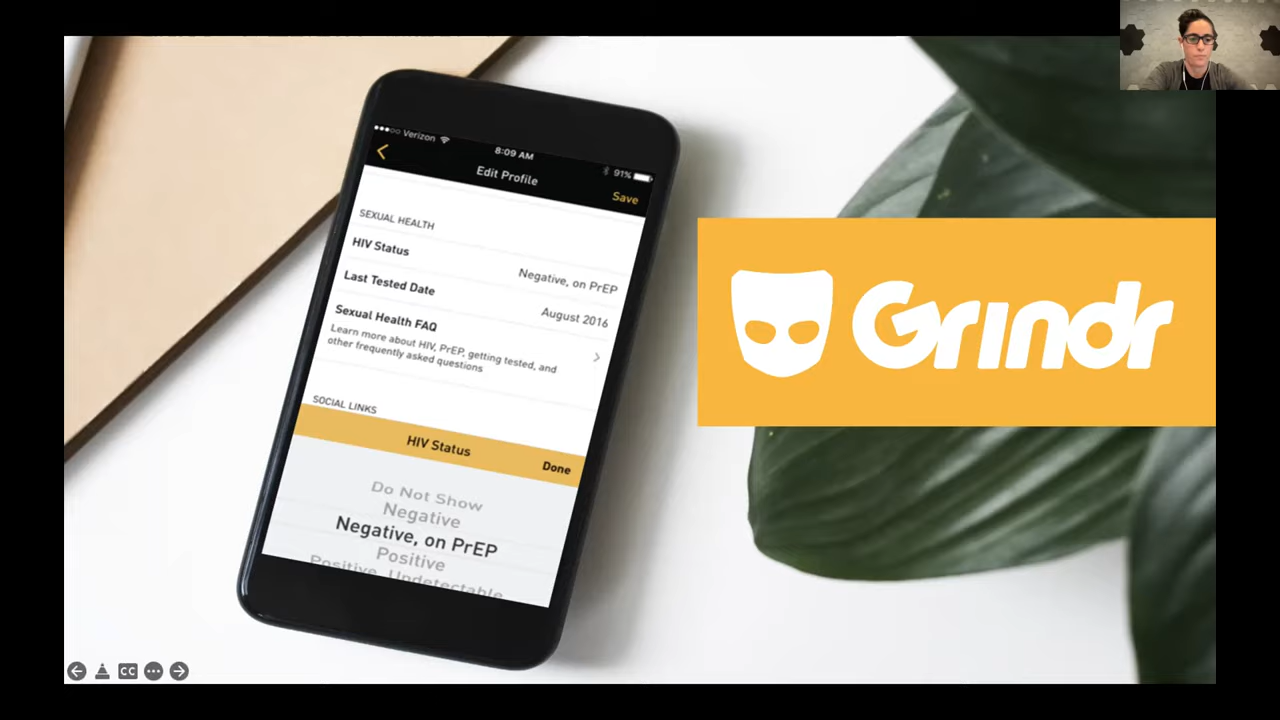 Verizon
8:09 AM
91%
Edit Profile
Save
SEXUAL HEALTH
HIV Status
Negative, on PrEP
Last Tested Date
August 2016
Sexual Health FAQ
Learn more about HIV, PrEP, getting tested, and
other frequently asked questions
SOCIAL LINKS
HIV Status
Done
Do Not Show
Negative
Negative, on PrEP
Positive
Positive, Undetectable
Grindr
CC